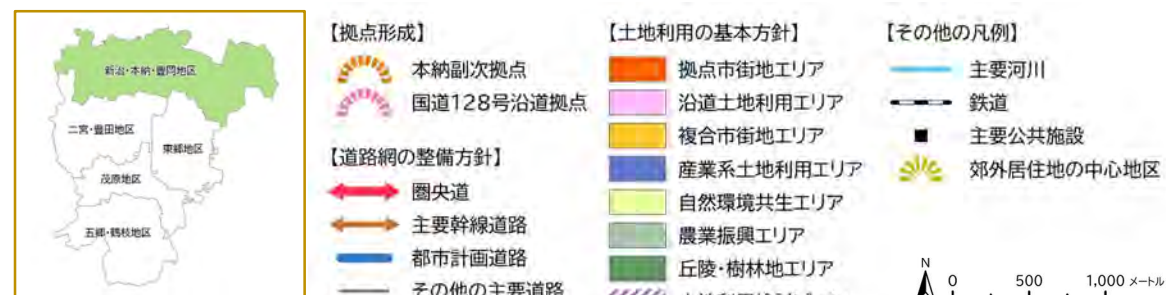 新治・本納・豊岡地区
二宮・豊田地区
東郷地区
茂原地区
五郷・鶴枝地区
【拠点形成】
本納副次拠点
国道128号沿道拠点
【道路網の整備方針】
圏央道
主要幹線道路
都市計画道路
その他の主要道路
【土地利用の基本方針】
拠点市街地エリア
沿道土地利用エリア
複合市街地エリア
産業系土地利用エリア
自然環境共生エリア
農業振興エリア
丘陵・樹林地エリア
【その他の凡例】
主要河川
鉄道
主要公共施設
郊外居住地の中心地区
N
0 500 1,000 メートル